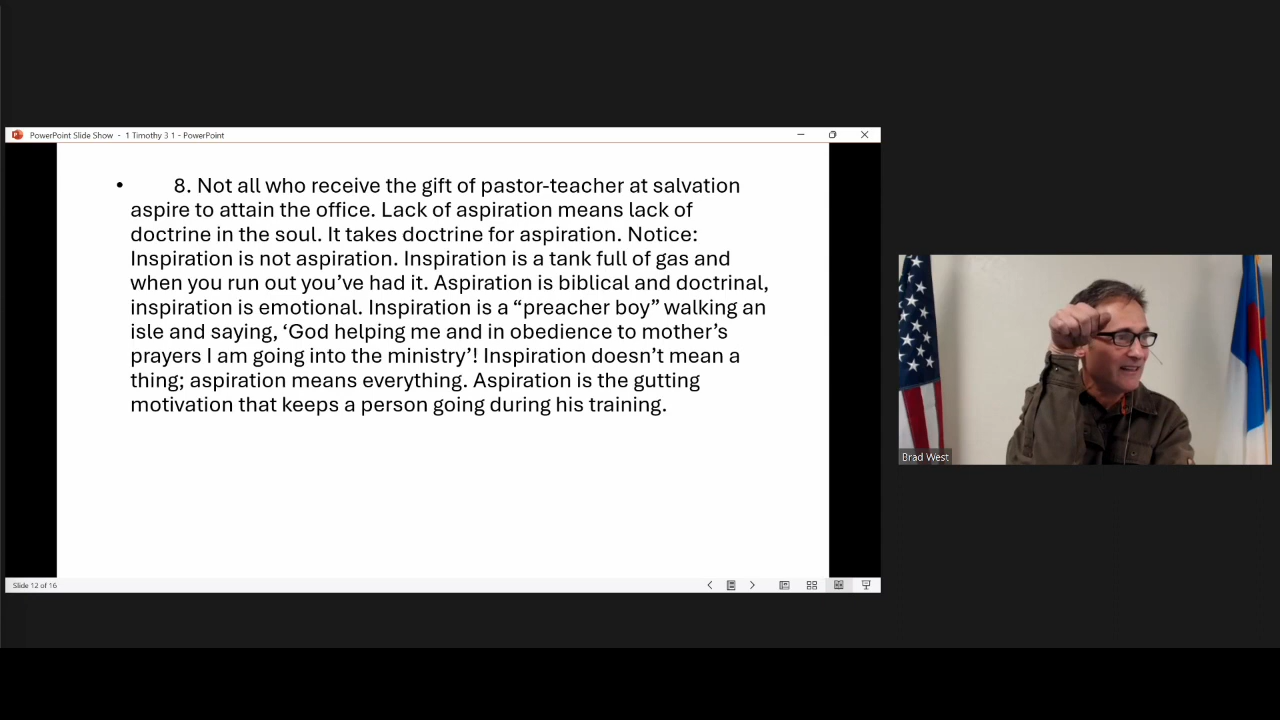 PowerPoint Slide Show - 1 Timothy 3 1 - PowerPoint
• 8. Not all who receive the gift of pastor-teacher at salvation
aspire to attain the office. Lack of aspiration means lack of
doctrine in the soul. It takes doctrine for aspiration. Notice:
Inspiration is not aspiration. Inspiration is a tank full of gas and
when you run out you’ve had it. Aspiration is biblical and doctrinal,
inspiration is emotional. Inspiration is a “preacher boy” walking an
isle and saying, ‘God helping me and in obedience to mother’s
prayers I am going into the ministry’! Inspiration doesn’t mean a
thing; aspiration means everything. Aspiration is the gutting
motivation that keeps a person going during his training.
Brad West
Slide 12 of 16